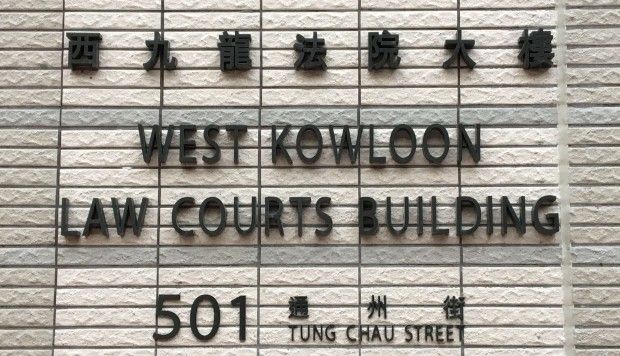 西九龍法院大樓
WEST KOWLOON
LAW COURTS BUILDING
501 通州街
TUNG CHAU STREET